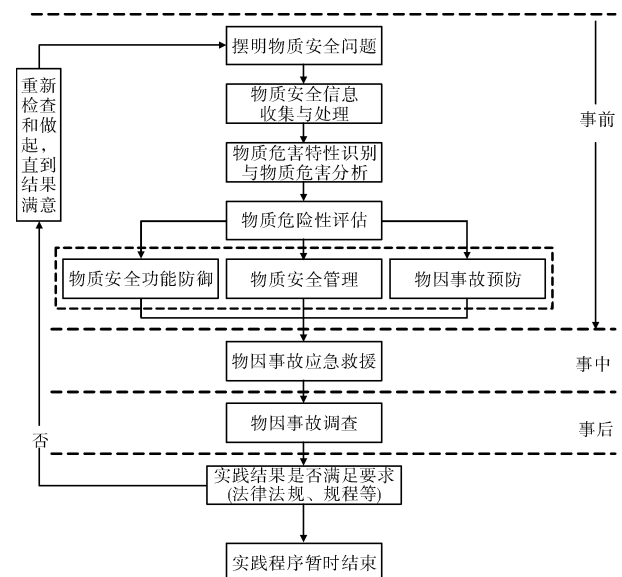 摆明物质安全问题
重新
检查
和做
起，
直到
结果
满意
物质安全信息
收集与处理
事前
物质危害特性识别
与物质危害分析
物质危险性评估
物质安全功能防御
物质安全管理
物因事故预防
物因事故应急救援
事中
物因事故调查
事后
否
实践结果是否满足要求
(法律法规、规程等)
实践程序暂时结束